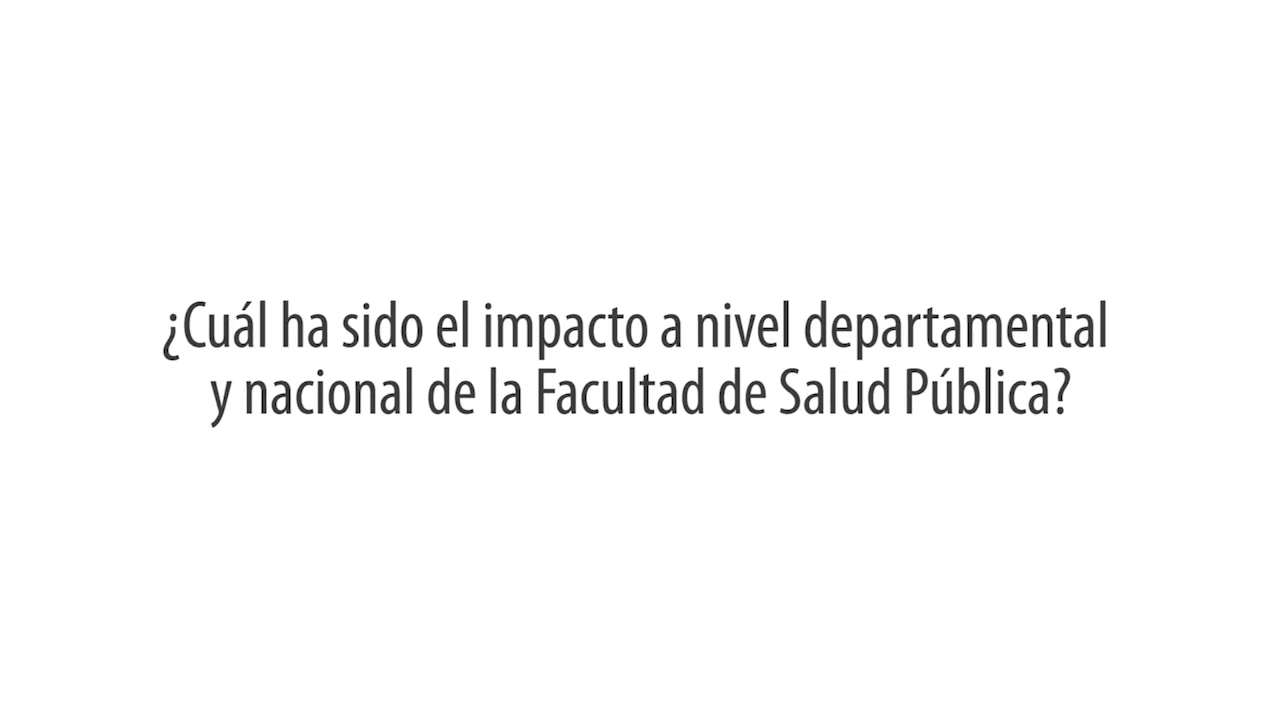 ¿Cuál ha sido el impacto a nivel departamental
y nacional de la Facultad de Salud Pública?